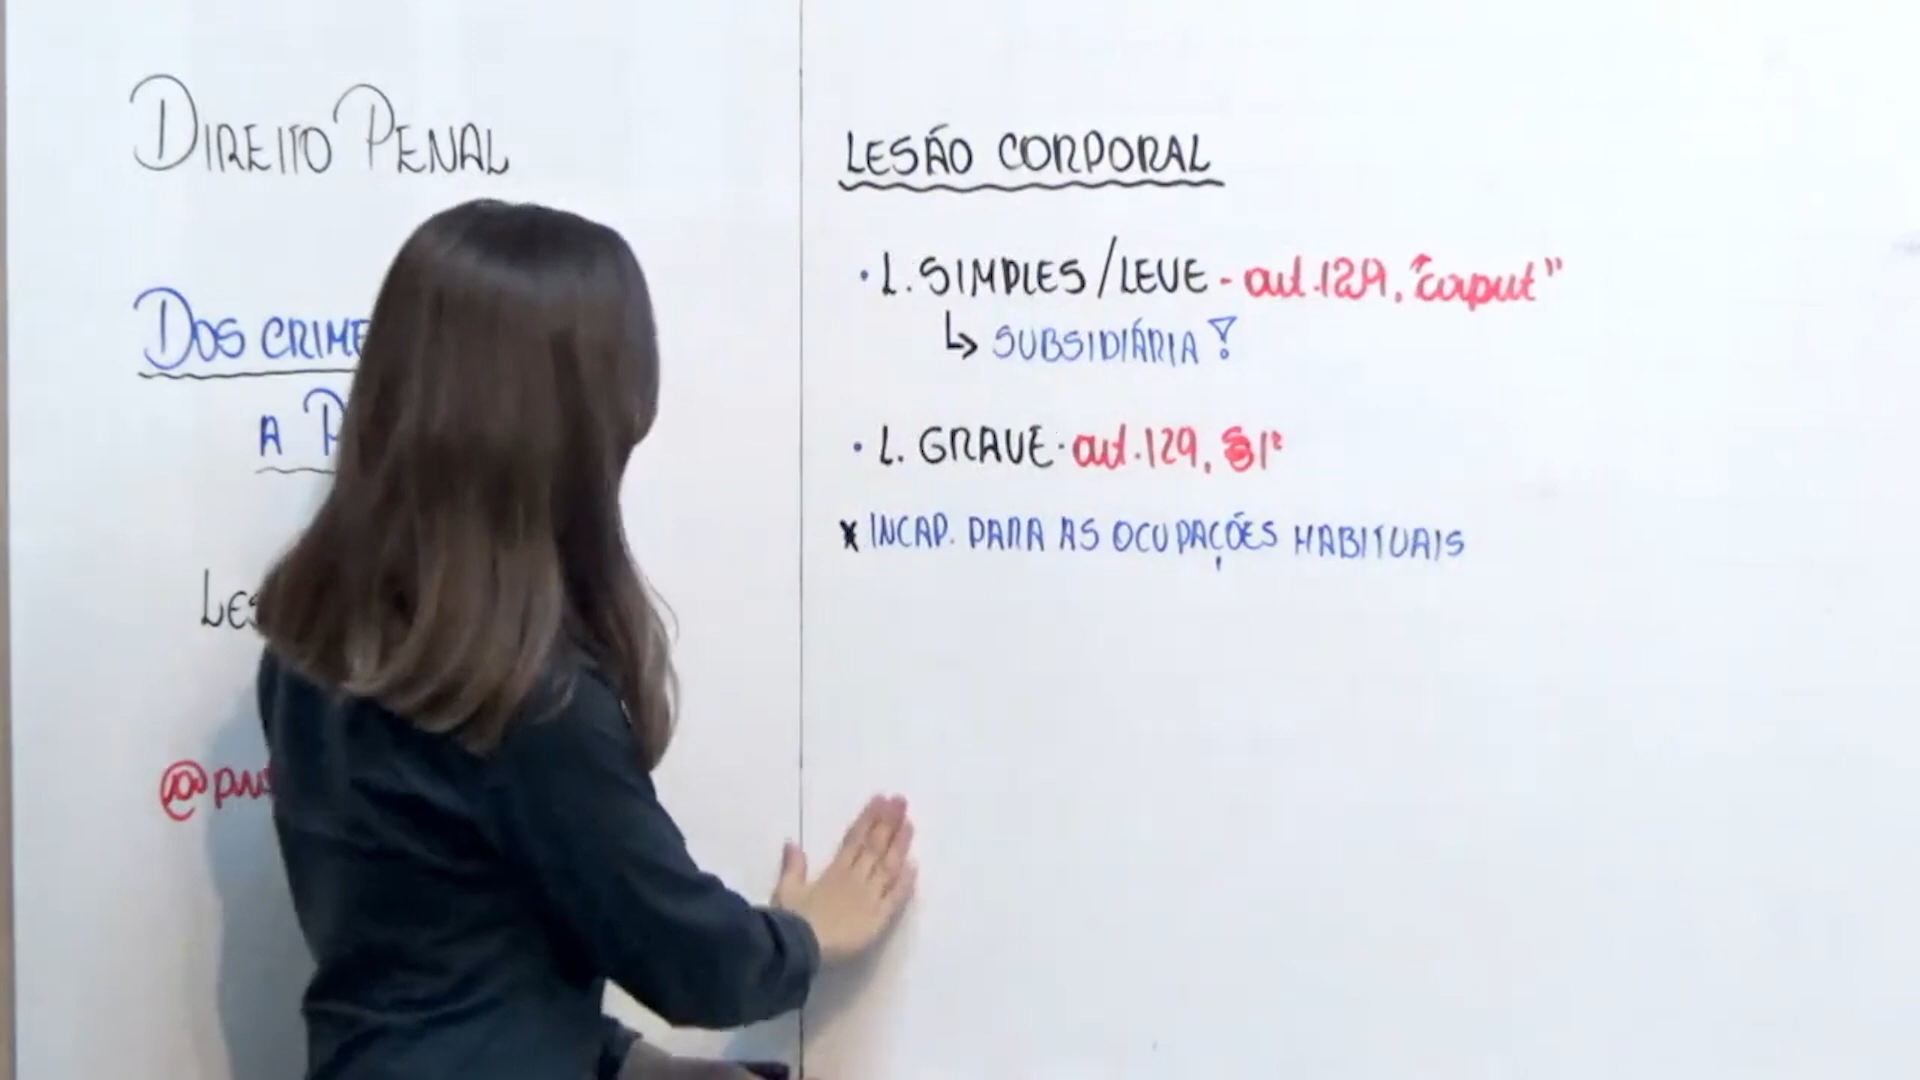 DIREITO PENAL
DOS CRIME
A P
LES
@pro
LESÃO CORPORAL
• L. SIMPLES/LEVE - art. 129, "caput"
↳ SUBSIDIÁRIA!
• L. GRAVE - art. 129, §1º
* INCAP. PARA AS OCUPAÇÕES HABITUAIS